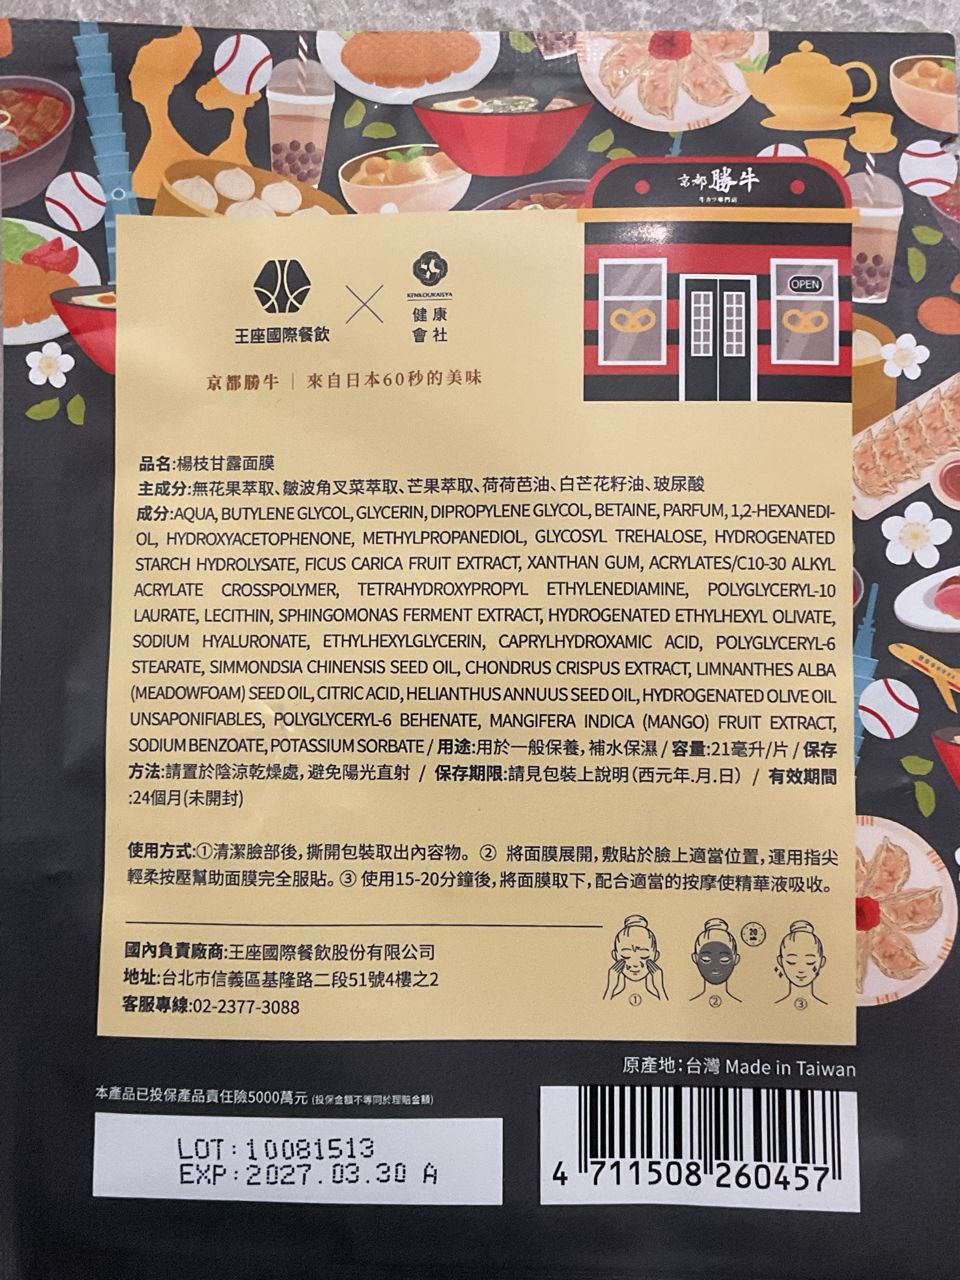 京都 勝牛
牛カツ專門店
OPEN
王座國際餐飲
KENKOUKAISYA
健康
會社
京都勝牛｜來自日本60秒的美味
品名:楊枝甘露面膜
主成分:無花果萃取、皺波角叉菜萃取、芒果萃取、荷荷芭油、白芒花籽油、玻尿酸
成分:AQUA, BUTYLENE GLYCOL, GLYCERIN, DIPROPYLENE GLYCOL, BETAINE, PARFUM, 1,2-HEXANEDI-
OL, HYDROXYACETOPHENONE, METHYLPROPANEDIOL, GLYCOSYL TREHALOSE, HYDROGENATED
STARCH HYDROLYSATE, FICUS CARICA FRUIT EXTRACT, XANTHAN GUM, ACRYLATES/C10-30 ALKYL
ACRYLATE CROSSPOLYMER, TETRAHYDROXYPROPYL ETHYLENEDIAMINE, POLYGLYCERYL-10
LAURATE, LECITHIN, SPHINGOMONAS FERMENT EXTRACT, HYDROGENATED ETHYLHEXYL OLIVATE,
SODIUM HYALURONATE, ETHYLHEXYLGLYCERIN, CAPRYLHYDROXAMIC ACID, POLYGLYCERYL-6
STEARATE, SIMMONDSIA CHINENSIS SEED OIL, CHONDRUS CRISPUS EXTRACT, LIMNANTHES ALBA
(MEADOWFOAM) SEED OIL, CITRIC ACID, HELIANTHUS ANNUUS SEED OIL, HYDROGENATED OLIVE OIL
UNSAPONIFIABLES, POLYGLYCERYL-6 BEHENATE, MANGIFERA INDICA (MANGO) FRUIT EXTRACT,
SODIUM BENZOATE, POTASSIUM SORBATE / 用途:用於一般保養，補水保濕 / 容量:21毫升/片 / 保存
方法:請置於陰涼乾燥處，避免陽光直射 / 保存期限:請見包裝上說明(西元年.月.日) / 有效期間
:24個月(未開封)
使用方式:①清潔臉部後，撕開包裝取出內容物。② 將面膜展開，敷貼於臉上適當位置，運用指尖
輕柔按壓幫助面膜完全服貼。③ 使用15-20分鐘後，將面膜取下，配合適當的按摩使精華液吸收。
國內負責廠商:王座國際餐飲股份有限公司
地址:台北市信義區基隆路二段51號4樓之2
客服專線:02-2377-3088
20
① ② ③
原產地：台灣 Made in Taiwan
本產品已投保產品責任險5000萬元 (投保金額不等同於理賠金額)
LOT:10081513
EXP:2027.03.30 A
4 711508 260457